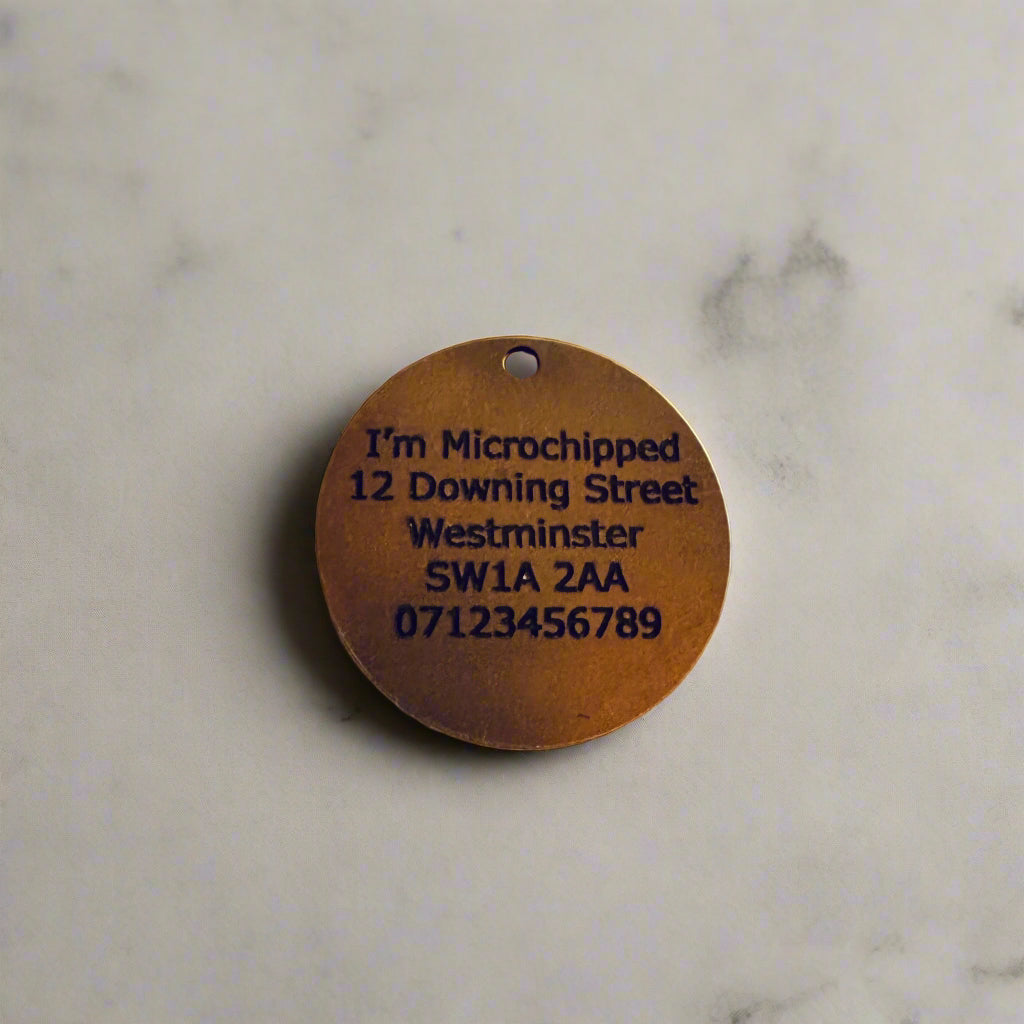 I'm Microchipped
12 Downing Street
Westminster
SW1A 2AA
07123456789